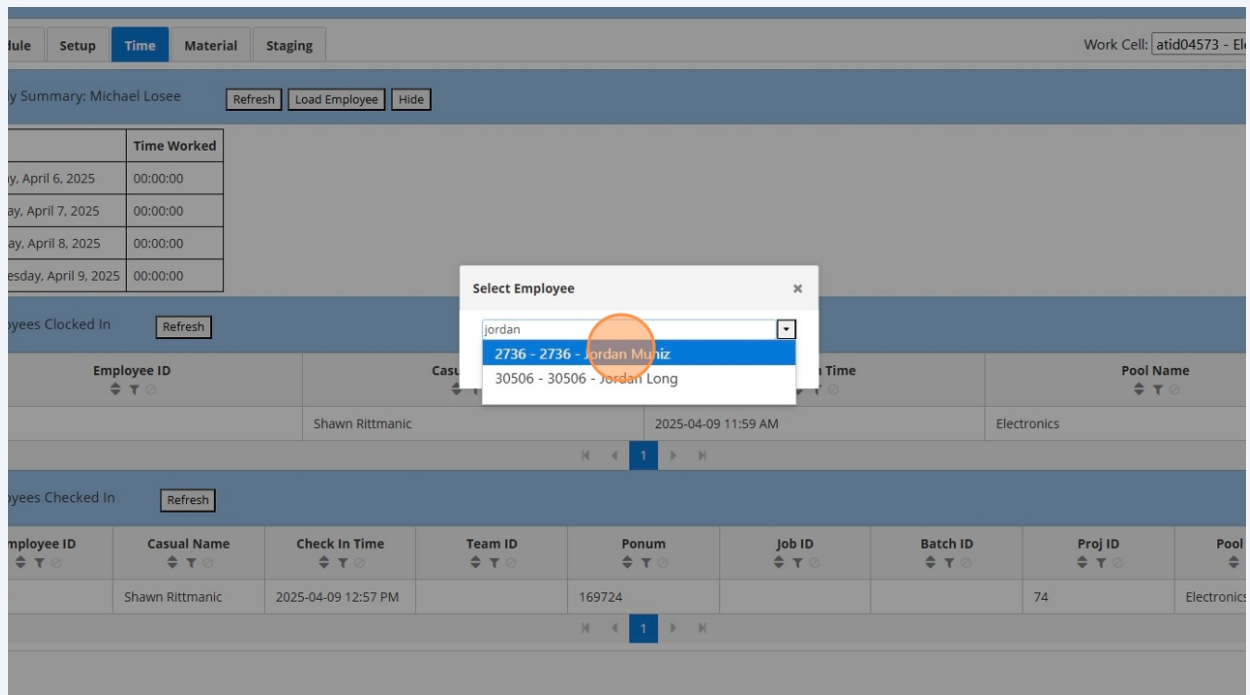 dule Setup Time Material Staging Work Cell: atid04573 - Ele
ly Summary: Michael Losee Refresh Load Employee Hide
Time Worked
ay, April 6, 2025 00:00:00
ay, April 7, 2025 00:00:00
ay, April 8, 2025 00:00:00
esday, April 9, 2025 00:00:00
Select Employee
jordan
2736 - 2736 - Jordan Muniz
30506 - 30506 - Jordan Long
oyees Clocked In Refresh
Employee ID Casu Time Pool Name
Shawn Rittmanic 2025-04-09 11:59 AM Electronics
1
oyees Checked In Refresh
mployee ID Casual Name Check In Time Team ID Ponum Job ID Batch ID Proj ID Pool
Shawn Rittmanic 2025-04-09 12:57 PM 169724 74 Electronics
1